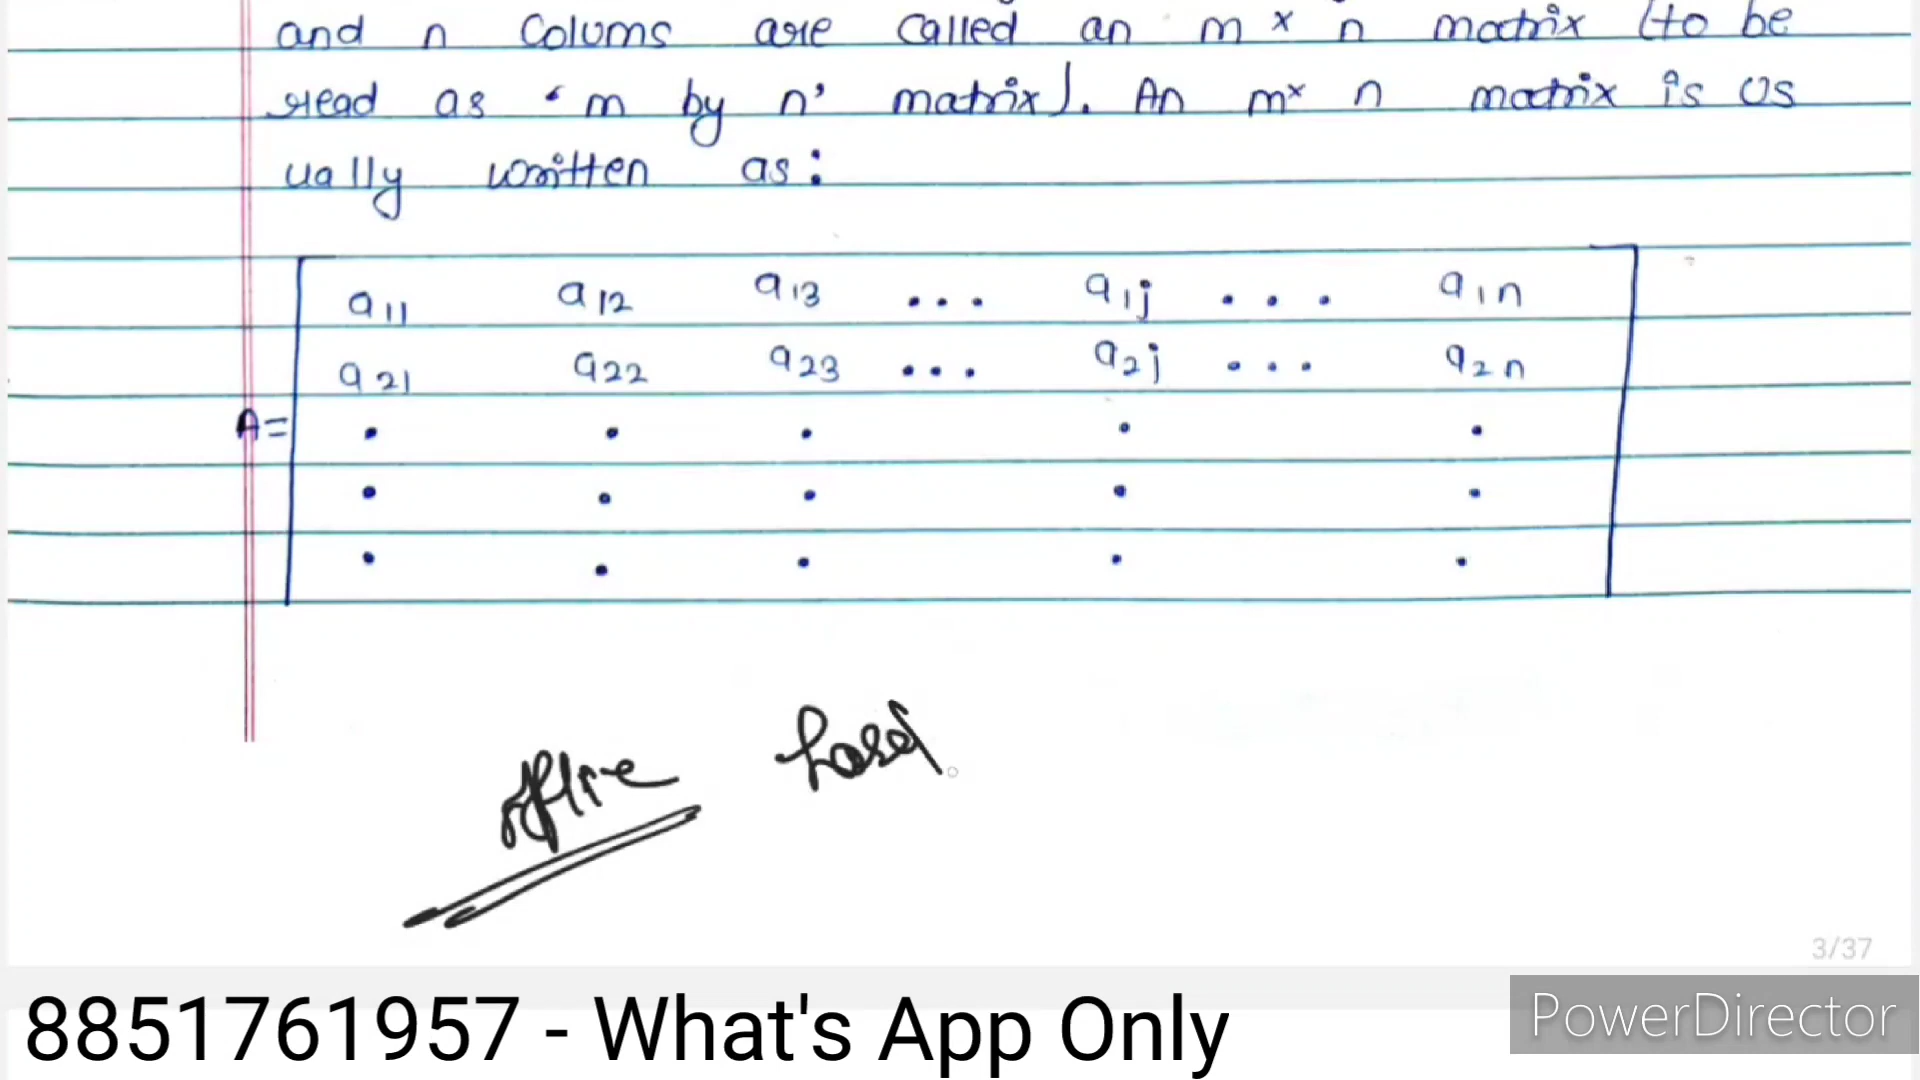 and n Colums are Called an m × n matrix (to be
read as ‘m by n’ matrix). An m× n matrix is us
ually written as:
a11 a12 a13 ... a1j ... a1n
a21 a22 a23 ... a2j ... a2n
A=
. . . . .
. . . . .
. . . . .
3/37
8851761957 - What's App Only
PowerDirector